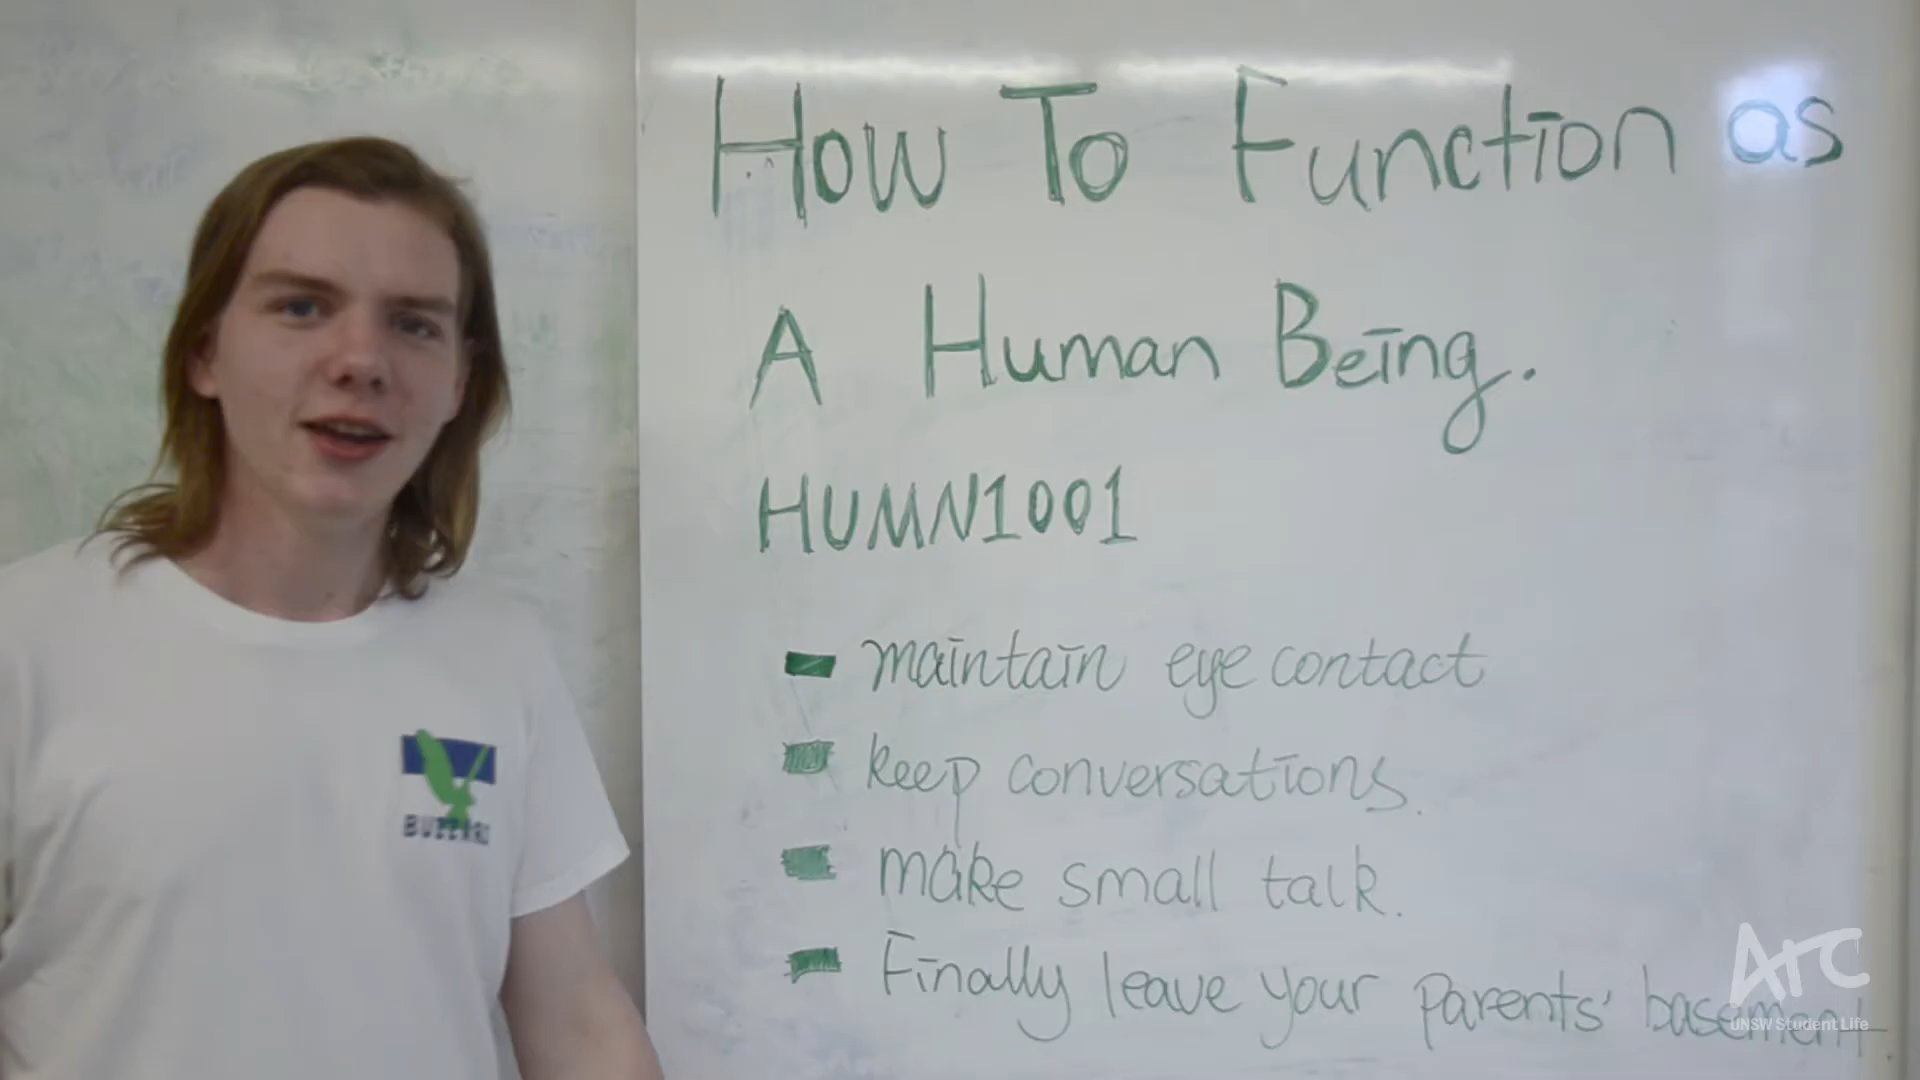 How To Function as
A Human Being.
HUMN1001
maintain eye contact
keep conversations.
make small talk.
Finally leave your parents' basement
BUZZARD
Arc
UNSW Student Life